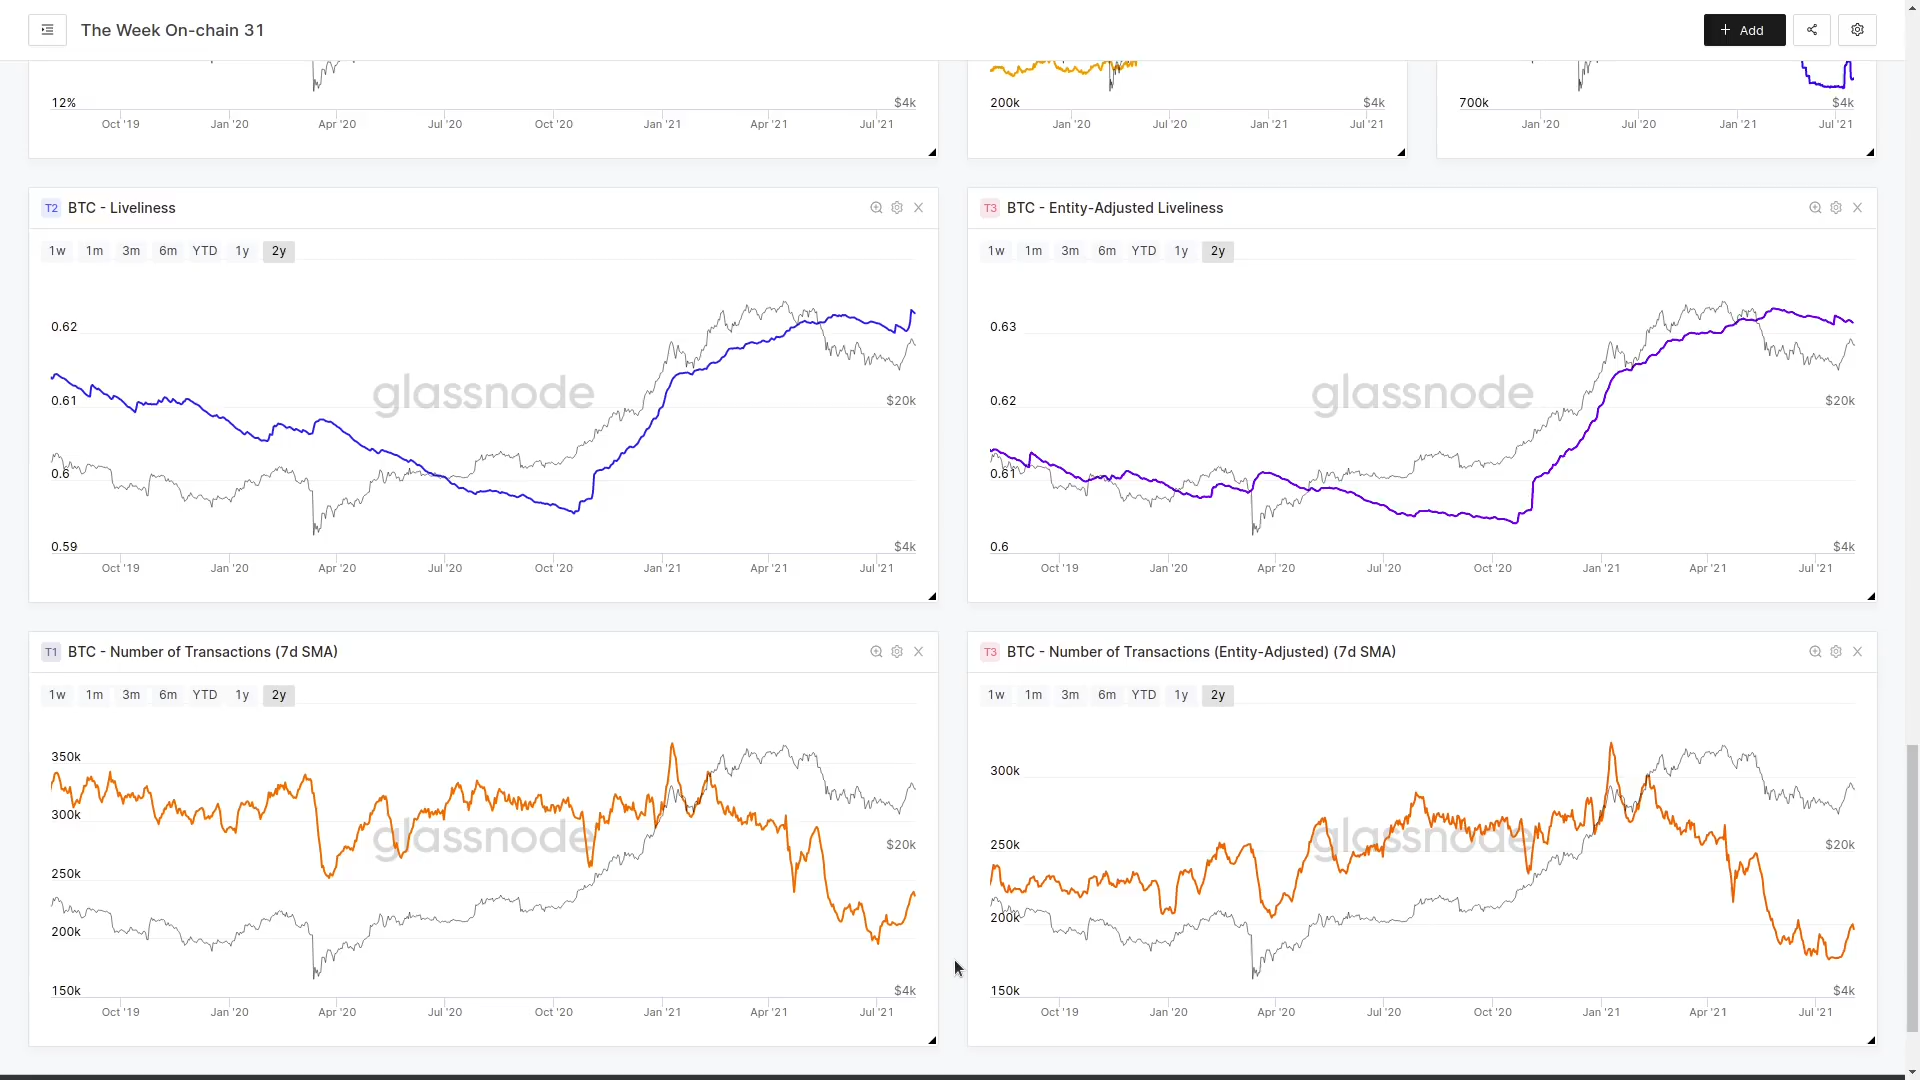 The Week On-chain 31
+ Add
12%
$4k
Oct '19 Jan '20 Apr '20 Jul '20 Oct '20 Jan '21 Apr '21 Jul '21
200k
$4k
Jan '20 Jul '20 Jan '21 Jul '21
700k
$4k
Jan '20 Jul '20 Jan '21 Jul '21
T2 BTC - Liveliness
1w 1m 3m 6m YTD 1y 2y
0.62
0.61
0.6
0.59
$20k
$4k
glassnode
Oct '19 Jan '20 Apr '20 Jul '20 Oct '20 Jan '21 Apr '21 Jul '21
T3 BTC - Entity-Adjusted Liveliness
1w 1m 3m 6m YTD 1y 2y
0.63
0.62
0.61
0.6
$20k
$4k
glassnode
Oct '19 Jan '20 Apr '20 Jul '20 Oct '20 Jan '21 Apr '21 Jul '21
T1 BTC - Number of Transactions (7d SMA)
1w 1m 3m 6m YTD 1y 2y
350k
300k
250k
200k
150k
$20k
$4k
glassnode
Oct '19 Jan '20 Apr '20 Jul '20 Oct '20 Jan '21 Apr '21 Jul '21
T3 BTC - Number of Transactions (Entity-Adjusted) (7d SMA)
1w 1m 3m 6m YTD 1y 2y
300k
250k
200k
150k
$20k
$4k
glassnode
Oct '19 Jan '20 Apr '20 Jul '20 Oct '20 Jan '21 Apr '21 Jul '21